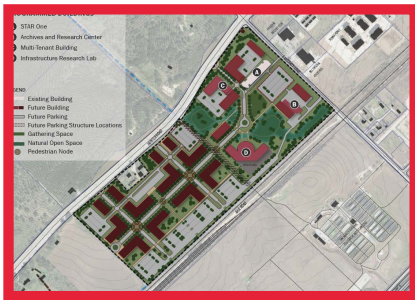 STAR One
Archives and Research Center
Multi-Tenant Building
Infrastructure Research Lab
Existing Building
Future Building
Future Parking
Future Parking Structure Locations
Gathering Space
Natural Open Space
Pedestrian Node
A
C
B
D